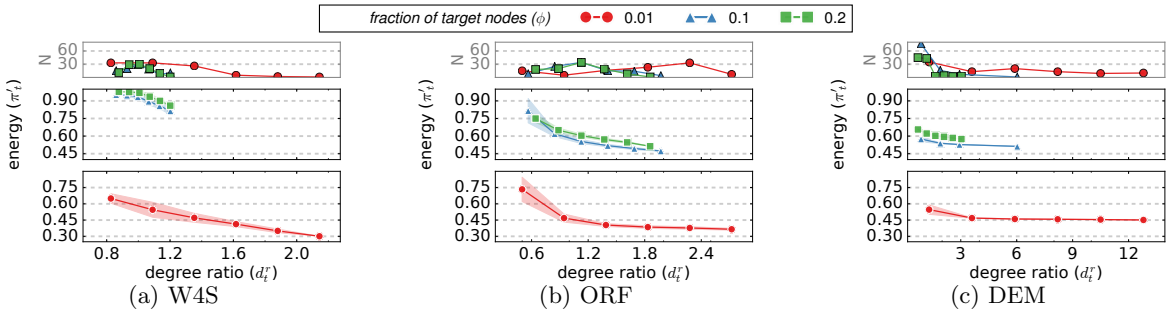 fraction of target nodes (ϕ) 0.01 0.1 0.2
N 60 30
energy (π′t) 0.90 0.75 0.60 0.45
0.75 0.60 0.45 0.30
0.8 1.2 1.6 2.0
degree ratio (d^r_t)
(a) W4S
N 60 30
energy (π′t) 0.90 0.75 0.60 0.45
0.75 0.60 0.45 0.30
0.6 1.2 1.8 2.4
degree ratio (d^r_t)
(b) ORF
N 60 30
energy (π′t) 0.90 0.75 0.60 0.45
0.75 0.60 0.45 0.30
3 6 9 12
degree ratio (d^r_t)
(c) DEM